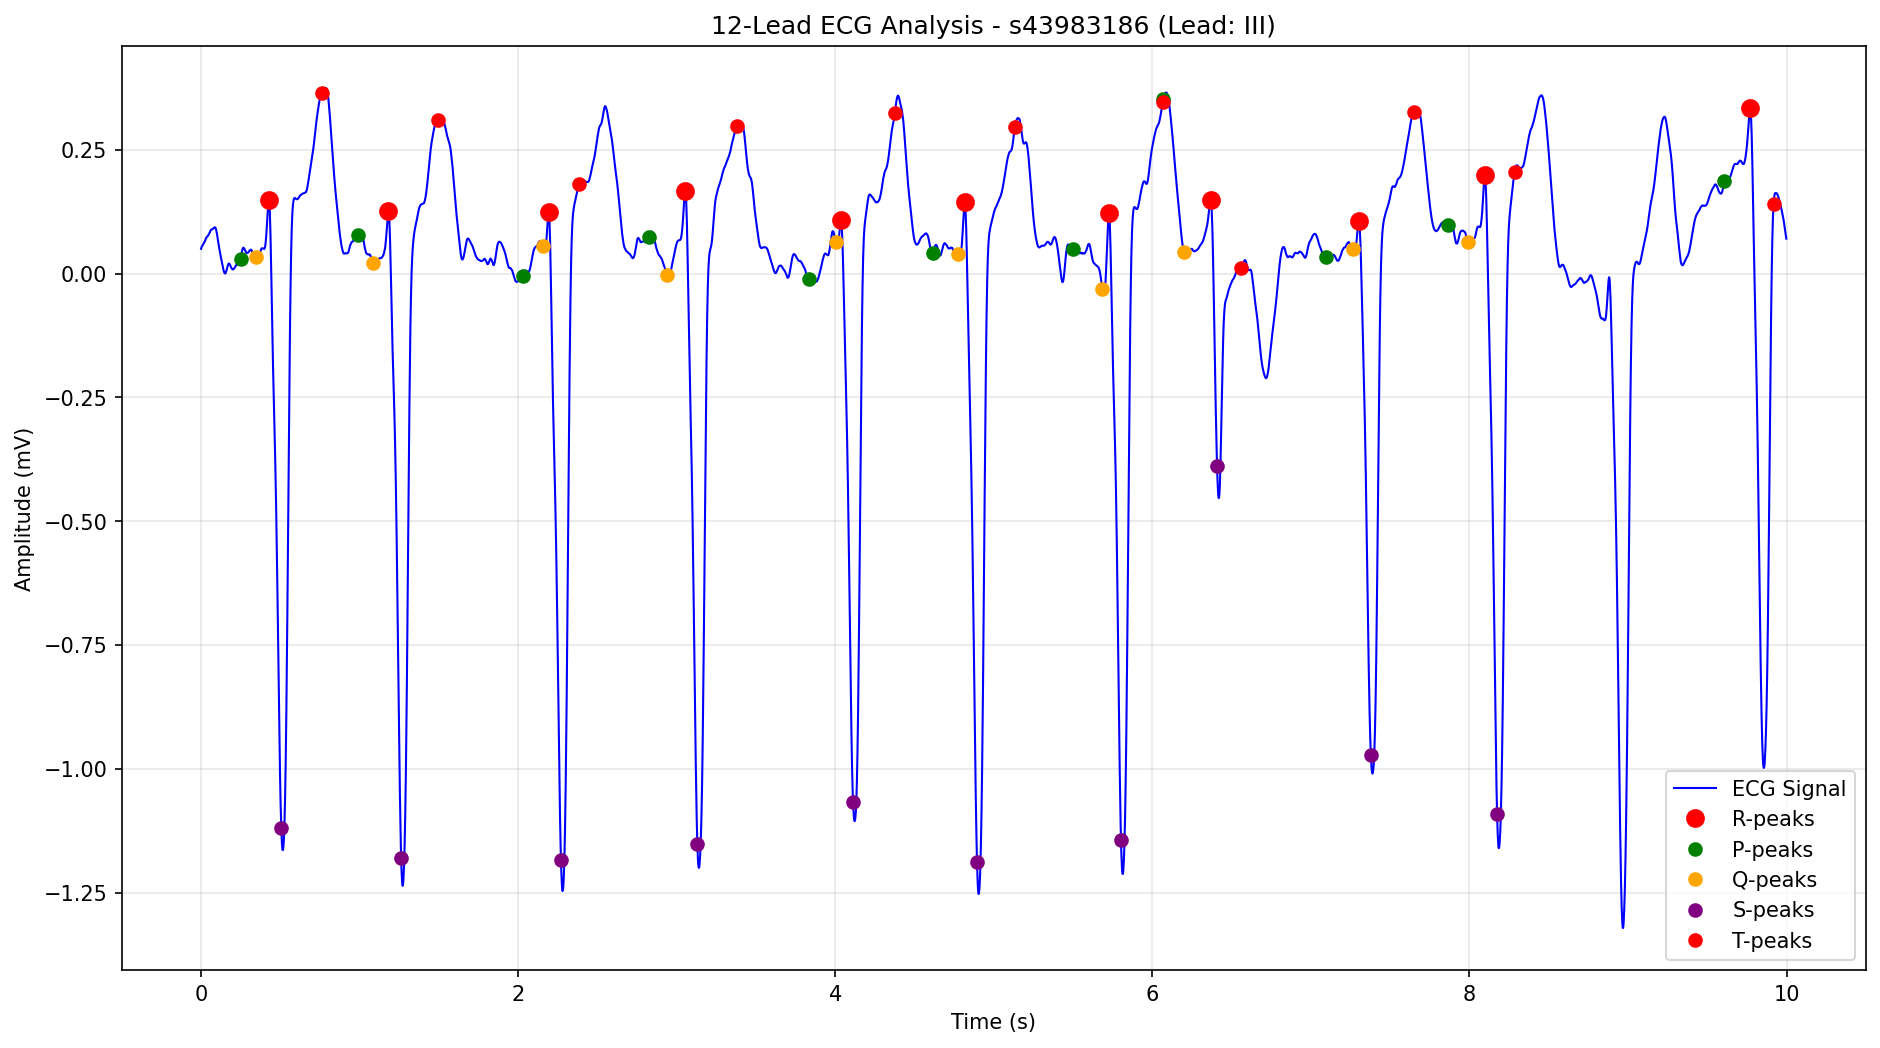 12-Lead ECG Analysis - s43983186 (Lead: III)
Amplitude (mV)
0.25
0.00
−0.25
−0.50
−0.75
−1.00
−1.25
ECG Signal
R-peaks
P-peaks
Q-peaks
S-peaks
T-peaks
0 2 4 6 8 10
Time (s)